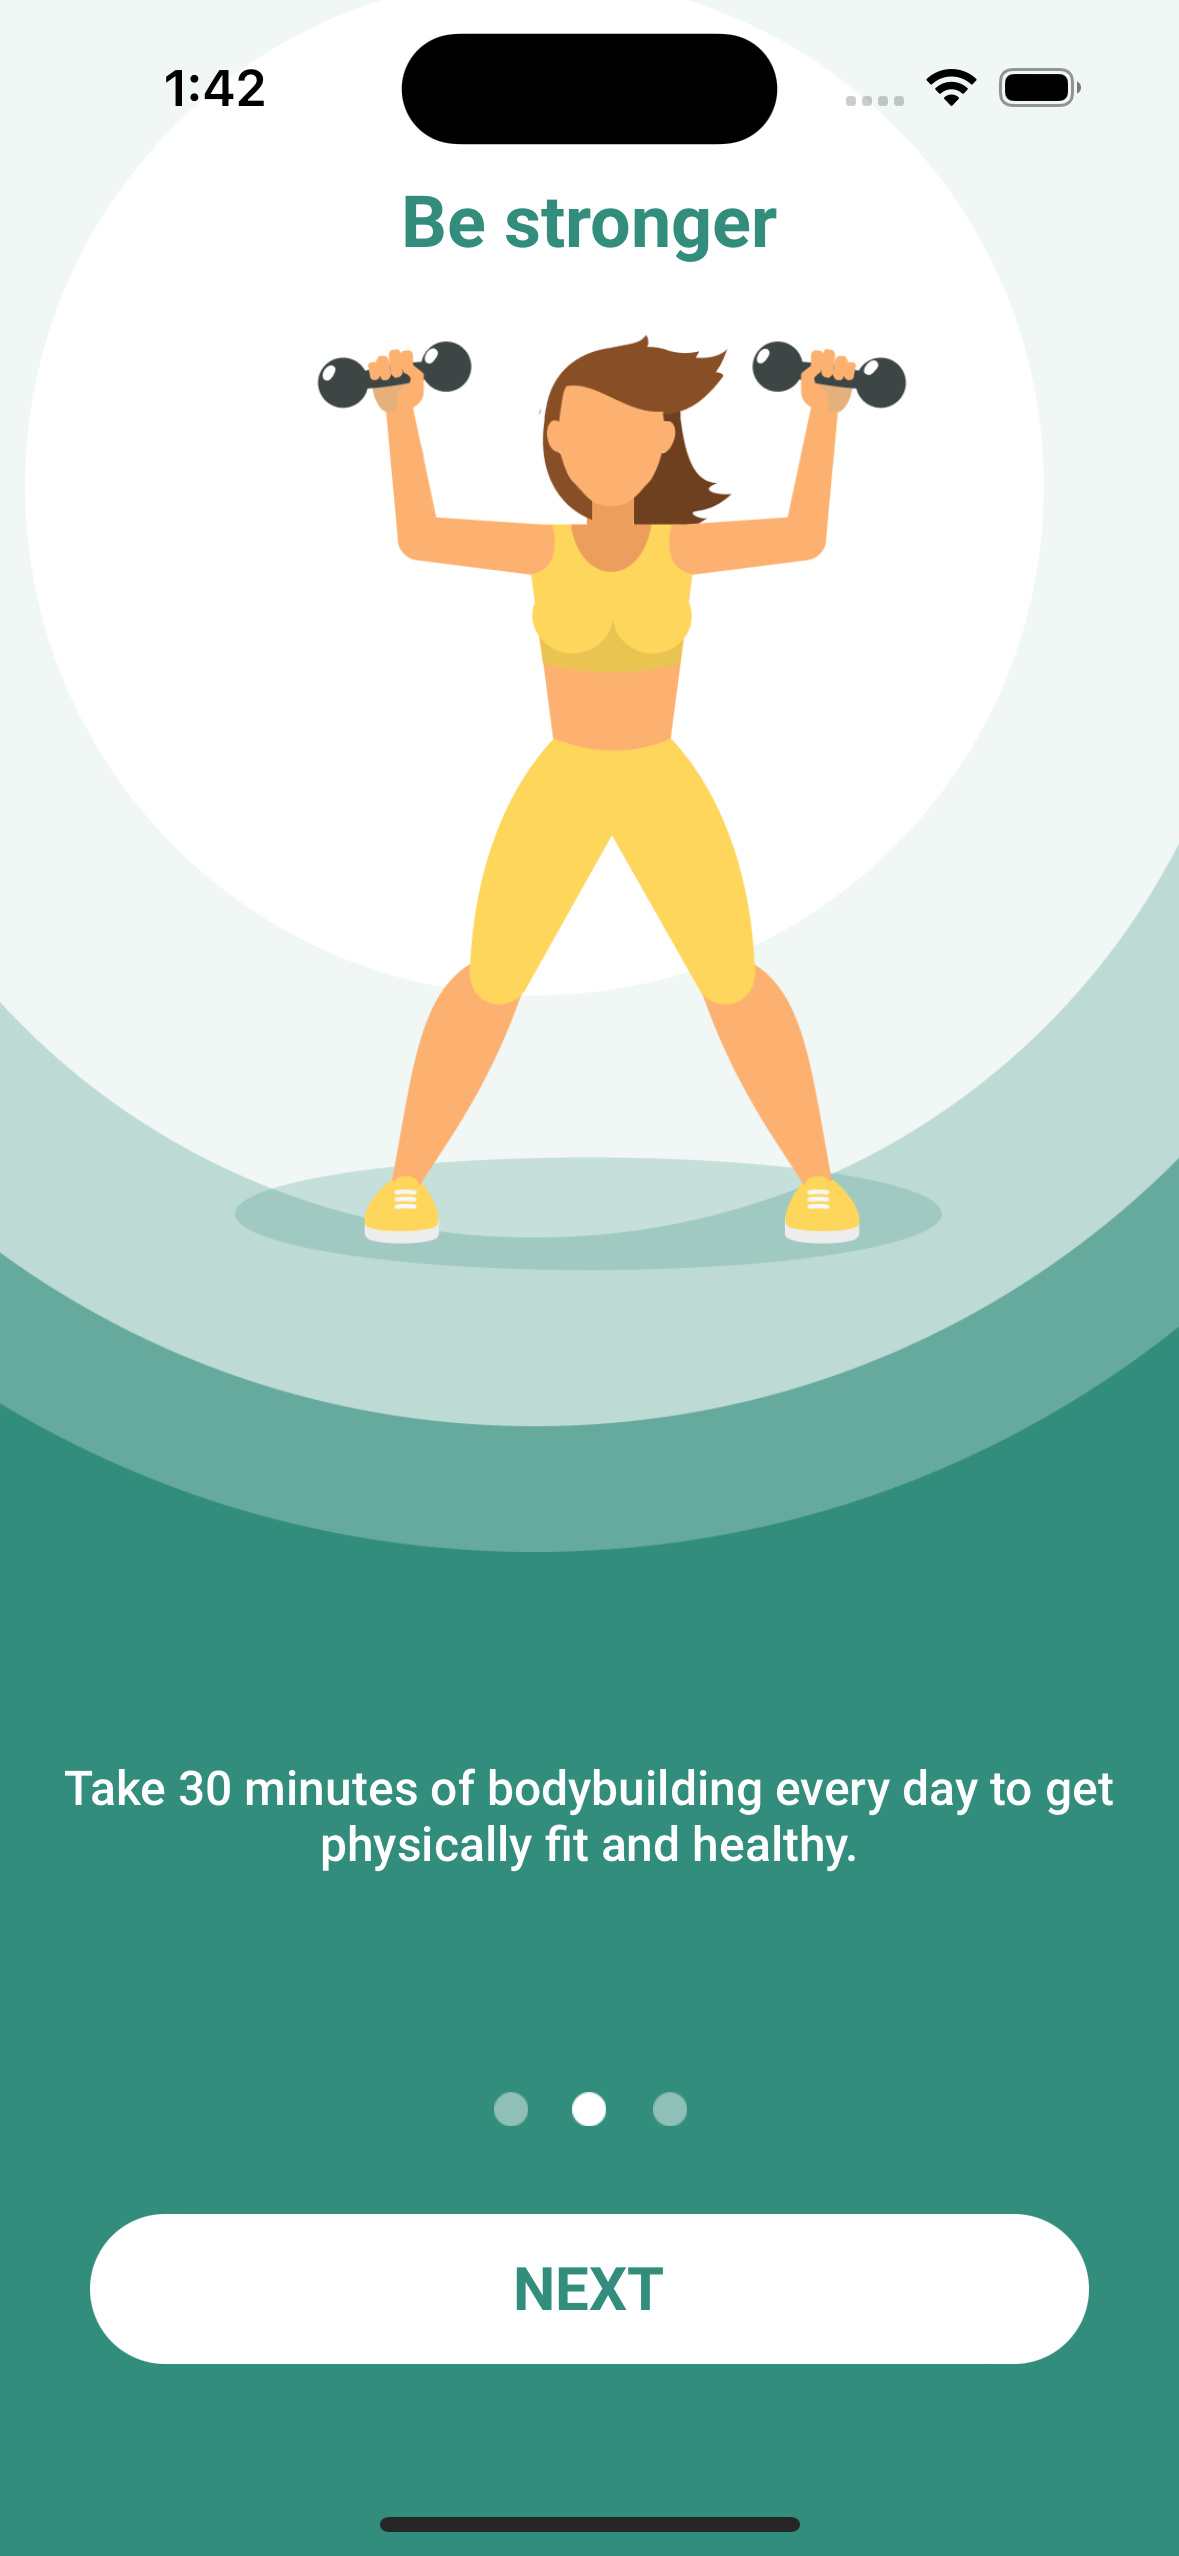 1:42
Be stronger
Take 30 minutes of bodybuilding every day to get
physically fit and healthy.
NEXT